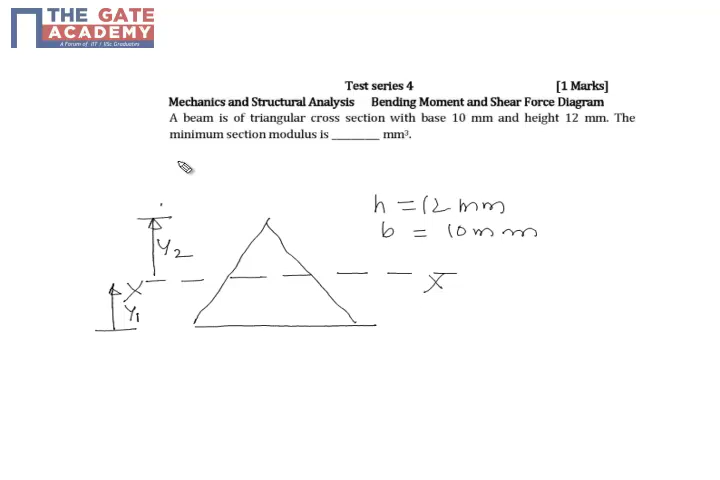 THE GATE
ACADEMY
A Forum of IIT / IISc Graduates
Test series 4 [1 Marks]
Mechanics and Structural Analysis Bending Moment and Shear Force Diagram
A beam is of triangular cross section with base 10 mm and height 12 mm. The
minimum section modulus is ________ mm³.
h = 12 mm
b = 10 mm
Y2
X X
Y1